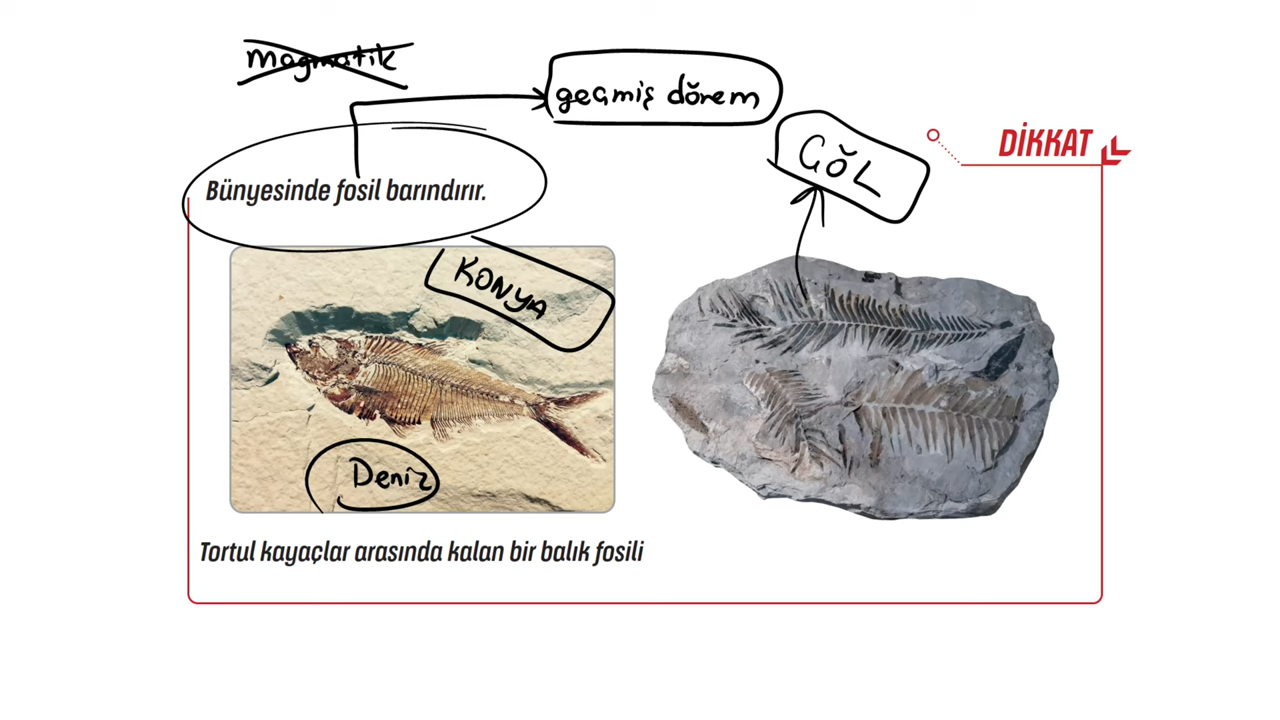 magmatik
geçmiş dönem
GÖL
DİKKAT
Bünyesinde fosil barındırır.
KONYA
Deniz
Tortul kayaçlar arasında kalan bir balık fosili